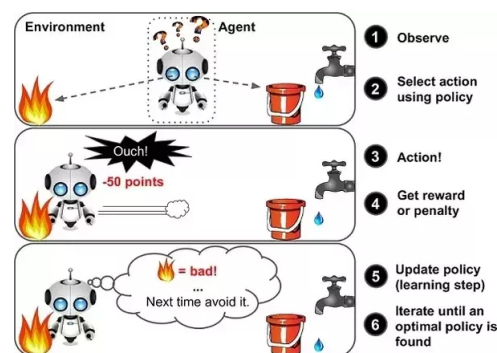 Environment
Agent
? ? ?
1 Observe
2 Select action
using policy
Ouch!
-50 points
3 Action!
4 Get reward
or penalty
= bad!
...
Next time avoid it.
5 Update policy
(learning step)
6 Iterate until an
optimal policy is
found